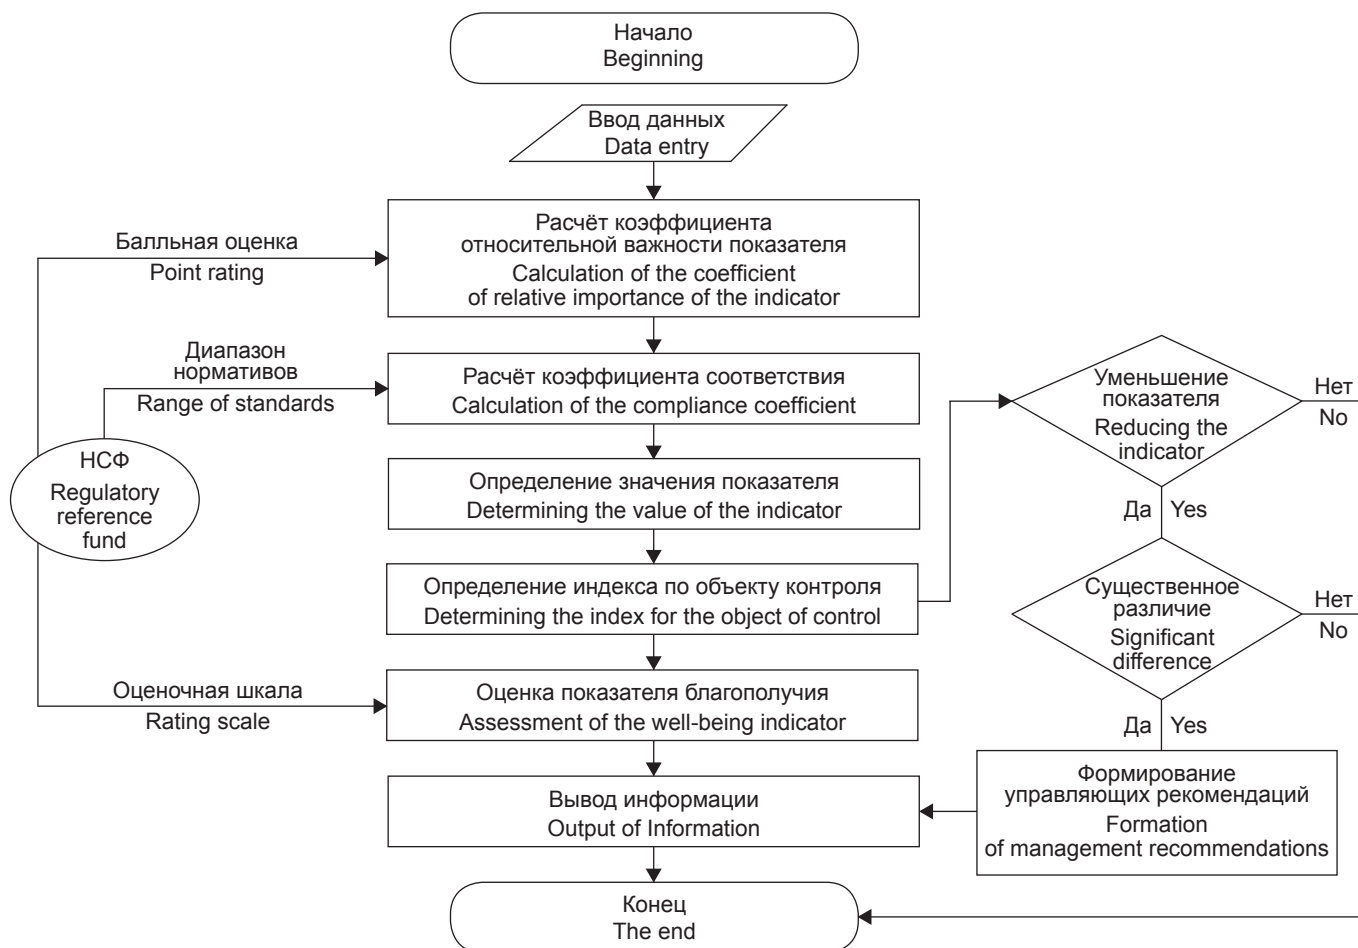 Начало
Beginning
Ввод данных
Data entry
Расчёт коэффициента
относительной важности показателя
Calculation of the coefficient
of relative importance of the indicator
Балльная оценка
Point rating
Диапазон
нормативов
Range of standards
Расчёт коэффициента соответствия
Calculation of the compliance coefficient
Уменьшение
показателя
Reducing the
indicator
Нет
No
НСФ
Regulatory
reference
fund
Определение значения показателя
Determining the value of the indicator
Да Yes
Определение индекса по объекту контроля
Determining the index for the object of control
Существенное
различие
Significant
difference
Нет
No
Оценочная шкала
Rating scale
Оценка показателя благополучия
Assessment of the well-being indicator
Да Yes
Вывод информации
Output of Information
Формирование
управляющих рекомендаций
Formation
of management recommendations
Конец
The end